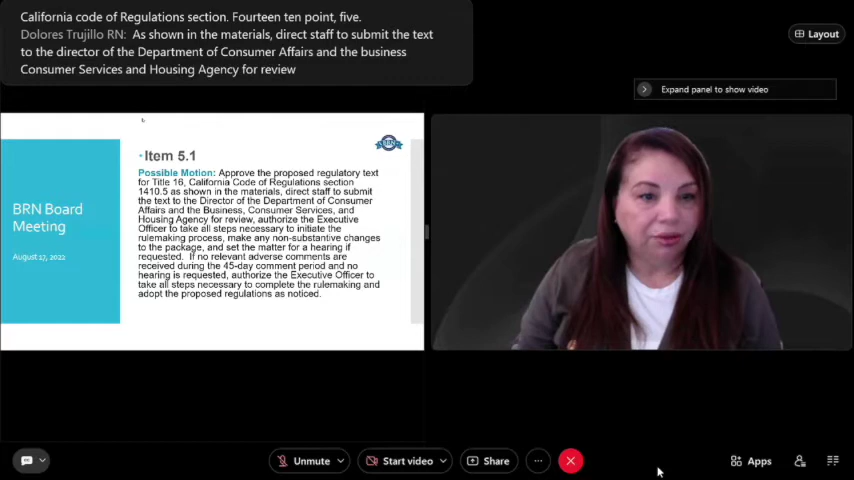 California code of Regulations section. Fourteen ten point, five.
Dolores Trujillo RN: As shown in the materials, direct staff to submit the text
to the director of the Department of Consumer Affairs and the business
Consumer Services and Housing Agency for review
Layout
Expand panel to show video
BRN
Item 5.1
Possible Motion: Approve the proposed regulatory text
for Title 16, California Code of Regulations section
1410.5 as shown in the materials, direct staff to submit
the text to the Director of the Department of Consumer
Affairs and the Business, Consumer Services, and
Housing Agency for review, authorize the Executive
Officer to take all steps necessary to initiate the
rulemaking process, make any non-substantive changes
to the package, and set the matter for a hearing if
requested. If no relevant adverse comments are
received during the 45-day comment period and no
hearing is requested, authorize the Executive Officer to
take all steps necessary to complete the rulemaking and
adopt the proposed regulations as noticed.
BRN Board
Meeting
August 17, 2022
Unmute
Start video
Share
Apps